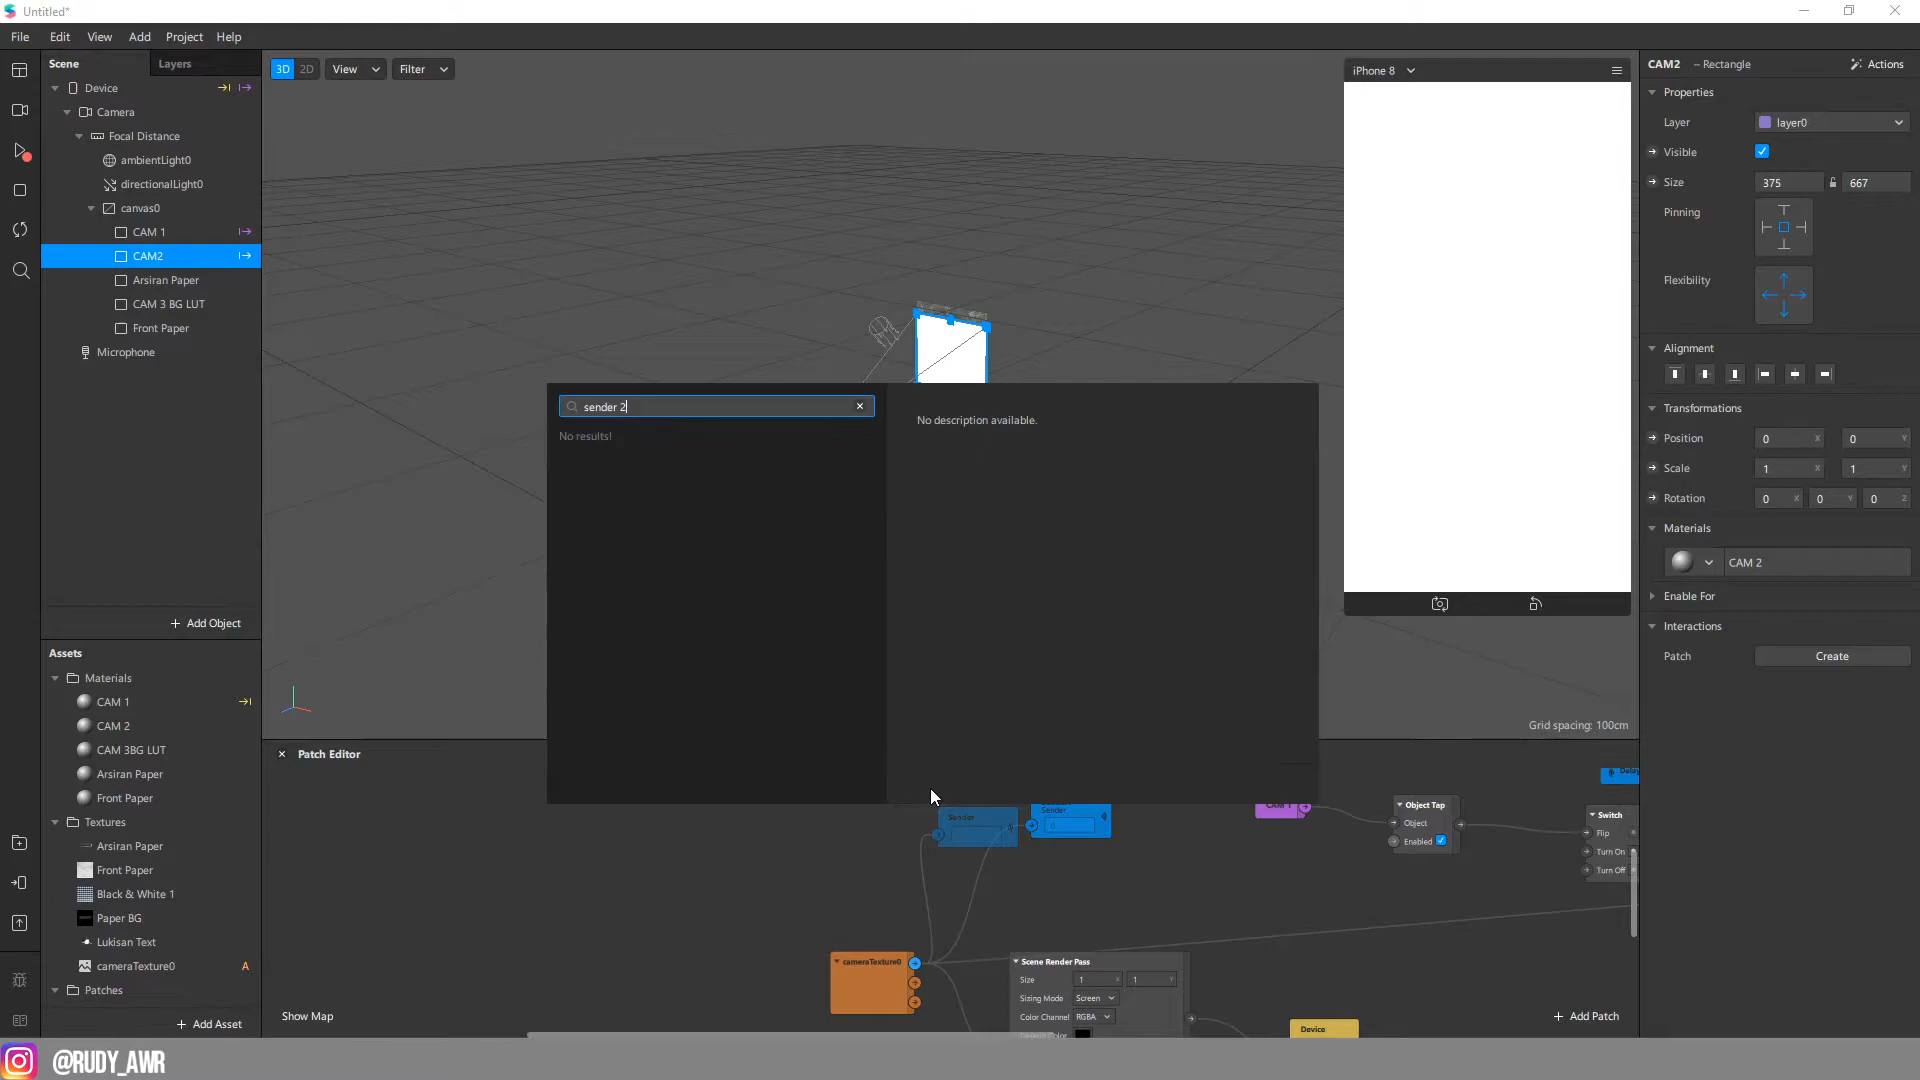 Untitled*
File Edit View Add Project Help
Scene Layers
Device
Camera
Focal Distance
ambientLight0
directionalLight0
canvas0
CAM 1
CAM2
Arsiran Paper
CAM 3 BG LUT
Front Paper
Microphone
+ Add Object
Assets
Materials
CAM 1
CAM 2
CAM 3BG LUT
Arsiran Paper
Front Paper
Textures
Arsiran Paper
Front Paper
Black & White 1
Paper BG
Lukisan Text
cameraTexture0 A
Patches
+ Add Asset
3D 2D View Filter
iPhone 8
sender 2
No results!
No description available.
Grid spacing: 100cm
Patch Editor
Sender
Sender
CAM 1
Object Tap
Object
Enabled
Delay
Switch
Flip
Turn On
Turn Off
cameraTexture0
Scene Render Pass
Size 1 X 1 Y
Sizing Mode Screen
Color Channel RGBA
Device
Show Map
+ Add Patch
CAM2 – Rectangle Actions
Properties
Layer layer0
Visible
Size 375 667
Pinning
Flexibility
Alignment
Transformations
Position 0 X 0 Y
Scale 1 X 1 Y
Rotation 0 X 0 Y 0 Z
Materials
CAM 2
Enable For
Interactions
Patch Create
@RUDY_AWR